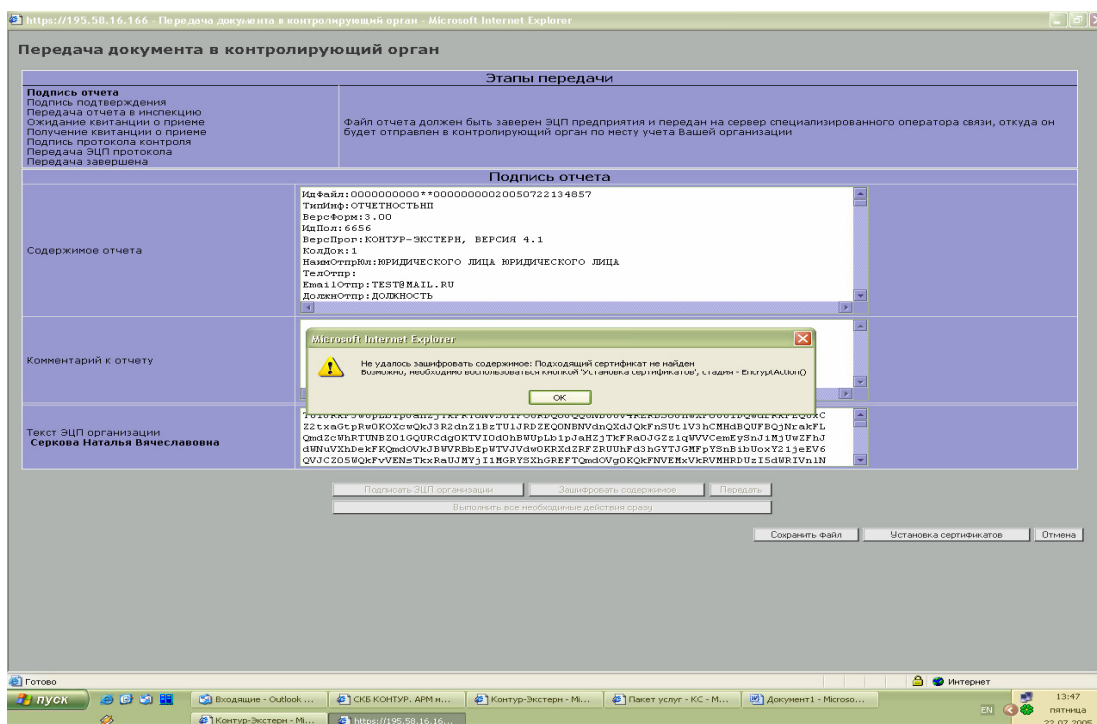 https://195.58.16.166 - Передача документа в контролирующий орган - Microsoft Internet Explorer
Передача документа в контролирующий орган
Этапы передачи
Подпись отчета
Подпись подтверждения
Передача отчета в инспекцию
Ожидание квитанции о приеме
Получение квитанции о приеме
Подпись протокола контроля
Передача ЭЦП протокола
Передача завершена
Файл отчета должен быть заверен ЭЦП предприятия и передан на сервер специализированного оператора связи, откуда он
будет отправлен в контролирующий орган по месту учета Вашей организации
Подпись отчета
Содержимое отчета
ИдФайл:0000000000**00000000020050722134857
ТипИнф:ОТЧЕТНОСТЬНП
ВерсФорм:3.00
ИдПол:6656
ВерсПрог:КОНТУР-ЭКСТЕРН, ВЕРСИЯ 4.1
КолДок:1
НаимОтпрЮл:ЮРИДИЧЕСКОГО ЛИЦА ЮРИДИЧЕСКОГО ЛИЦА
ТелОтпр:
EmailОтпр:TEST@MAIL.RU
ДолжнОтпр:ДОЛЖНОСТЬ
Комментарий к отчету
Microsoft Internet Explorer
Не удалось зашифровать содержимое: Подходящий сертификат не найден
Возможно, необходимо воспользоваться кнопкой 'Установка сертификатов', стадия - EncryptAction()
OK
Текст ЭЦП организации
Серкова Наталья Вячеславовна
Подписать ЭЦП организации
Зашифровать содержимое
Передать
Выполнить все необходимые действия сразу
Сохранить файл
Установка сертификатов
Отмена
Готово
Интернет
пуск
Входящие - Outlook ...
СКБ КОНТУР. АРМ н...
Контур-Экстерн - Mi...
Пакет услуг - КС - М...
Документ1 - Microso...
EN
13:47
Контур-Экстерн - Mi...
https://195.58.16.16...
пятница
22.07.2005